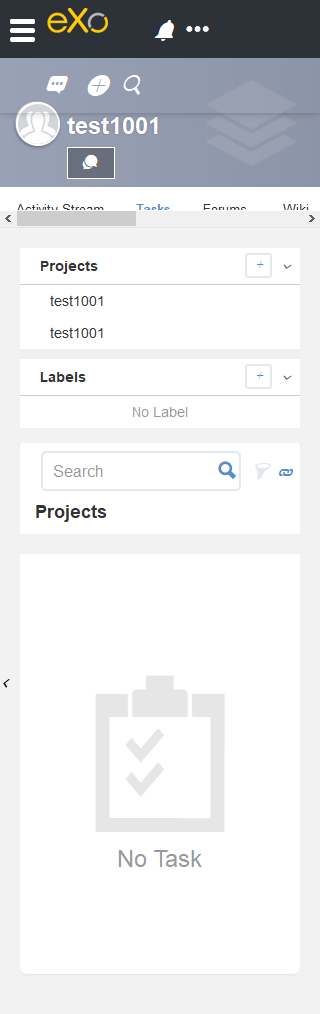 eXo
test1001
Activity Stream Tasks Forums Wiki
Projects
test1001
test1001
Labels
No Label
Search
Projects
No Task